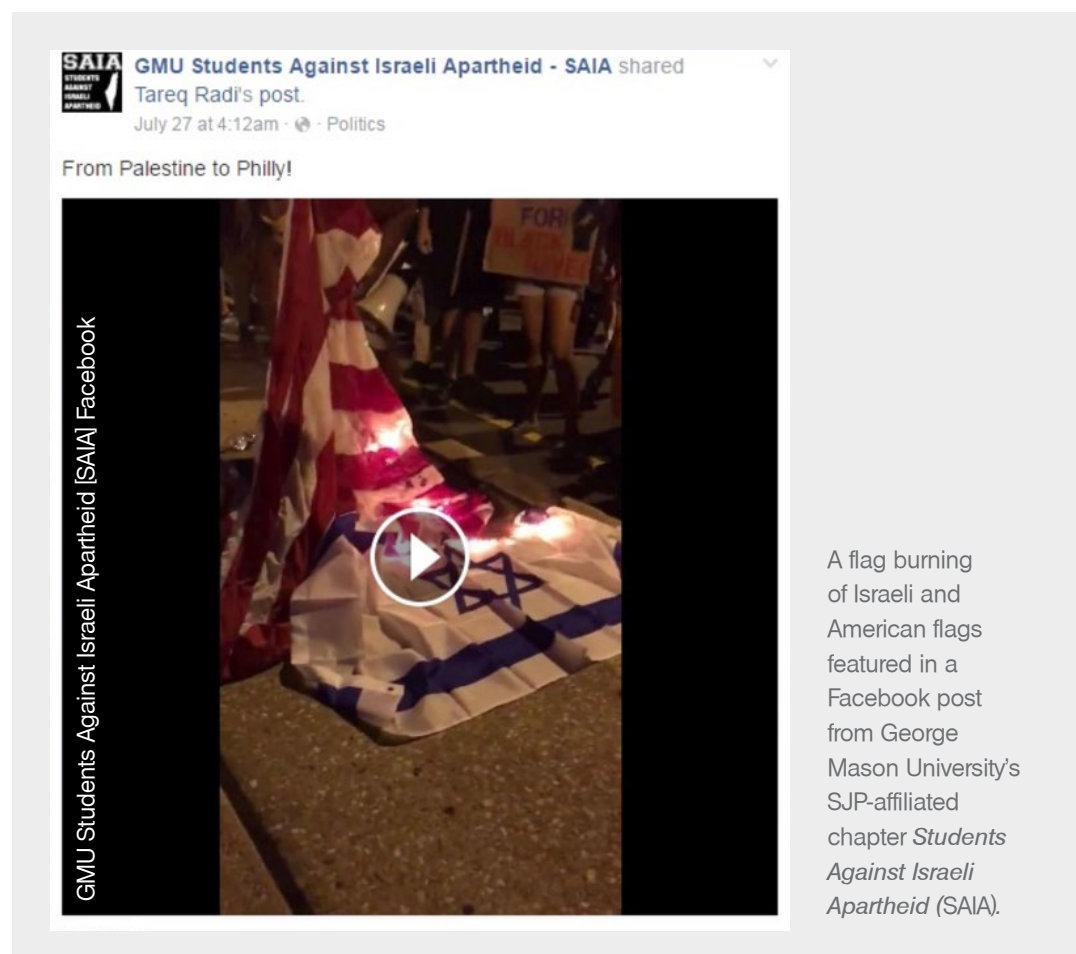 SAIA
STUDENTS
AGAINST
ISRAELI
APARTHEID
GMU Students Against Israeli Apartheid - SAIA shared
Tareq Radi's post.
July 27 at 4:12am · · Politics
From Palestine to Philly!
FOR
BLACK
GMU Students Against Israeli Apartheid [SAIA] Facebook
A flag burning
of Israeli and
American flags
featured in a
Facebook post
from George
Mason University’s
SJP-affiliated
chapter Students
Against Israeli
Apartheid (SAIA).